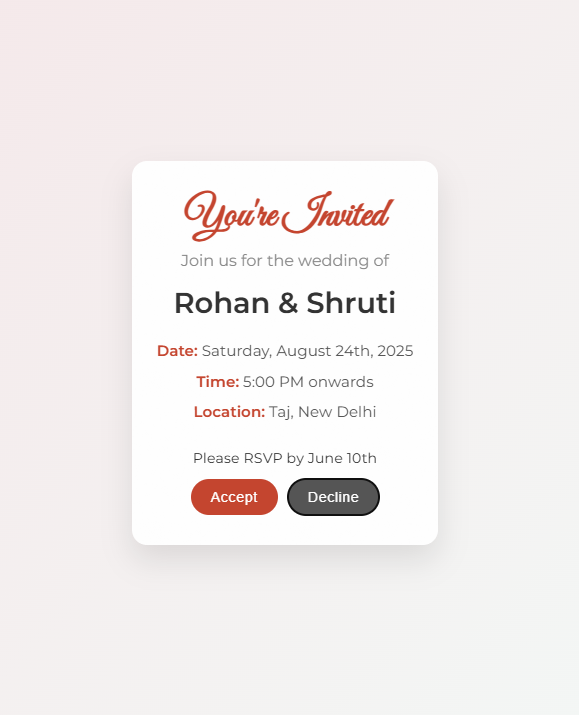 You're Invited
Join us for the wedding of
Rohan & Shruti
Date: Saturday, August 24th, 2025
Time: 5:00 PM onwards
Location: Taj, New Delhi
Please RSVP by June 10th
Accept Decline